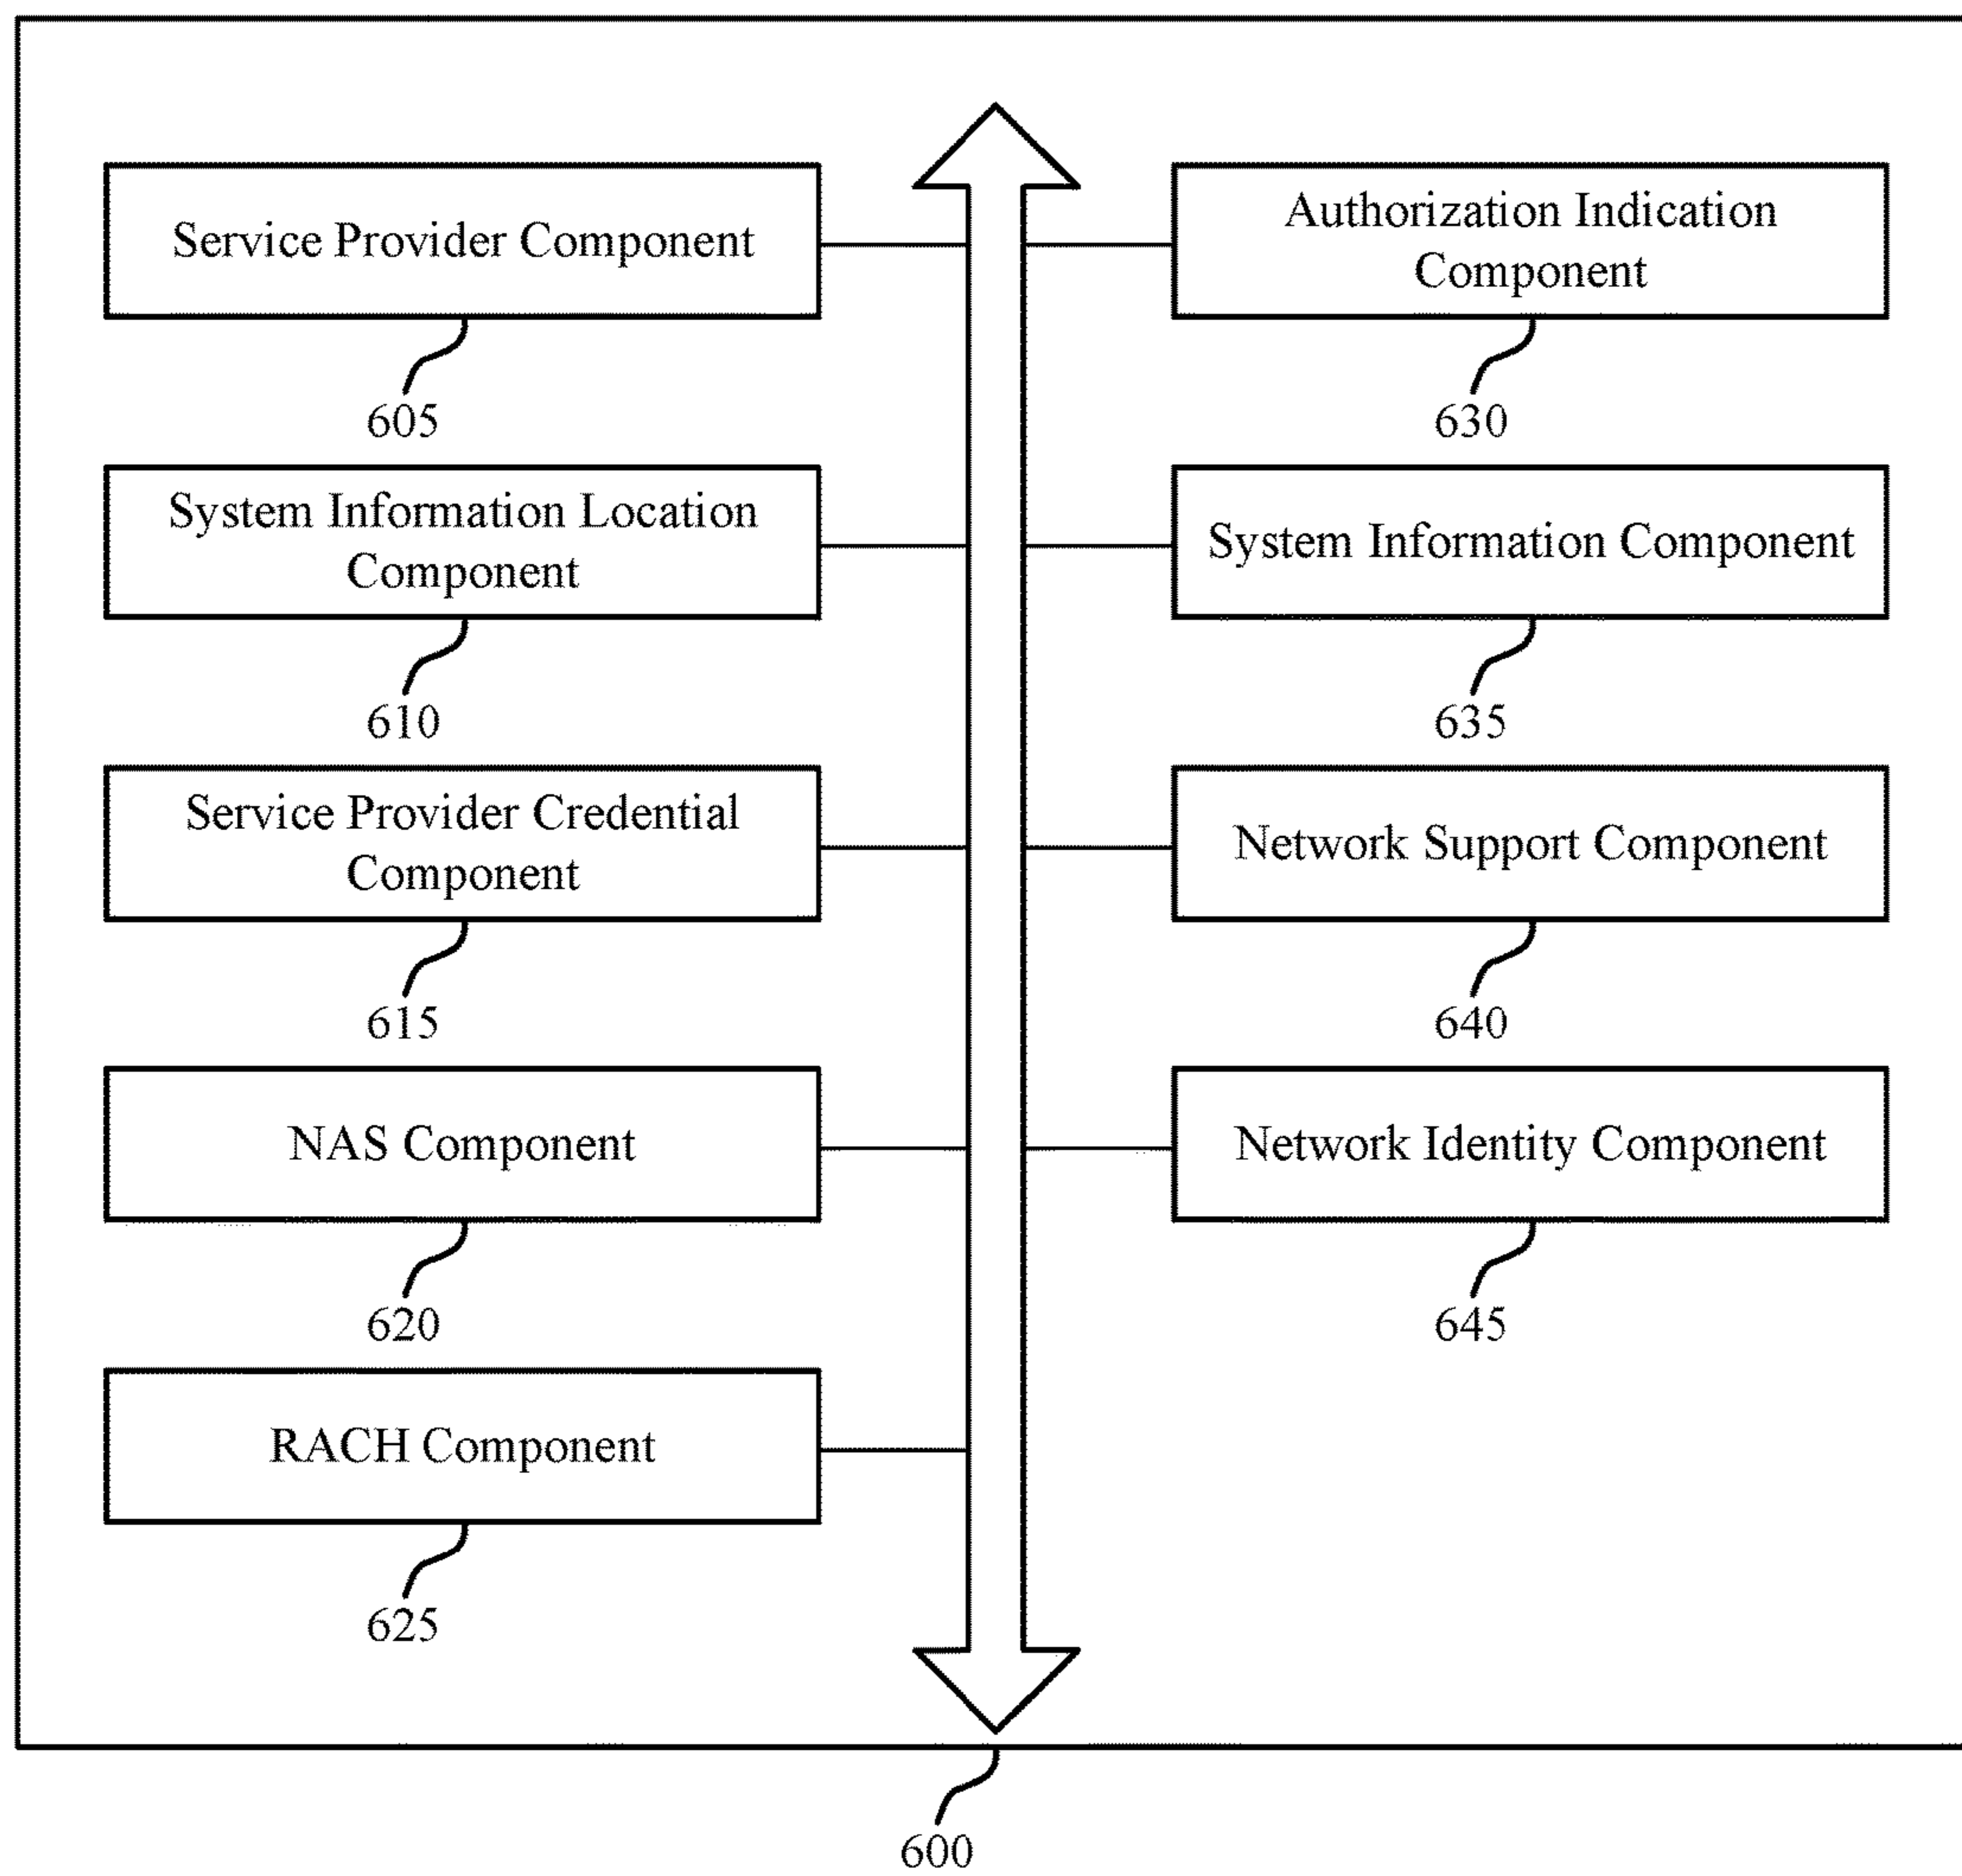 Service Provider Component
605
System Information Location
Component
610
Service Provider Credential
Component
615
NAS Component
620
RACH Component
625
Authorization Indication
Component
630
System Information Component
635
Network Support Component
640
Network Identity Component
645
600